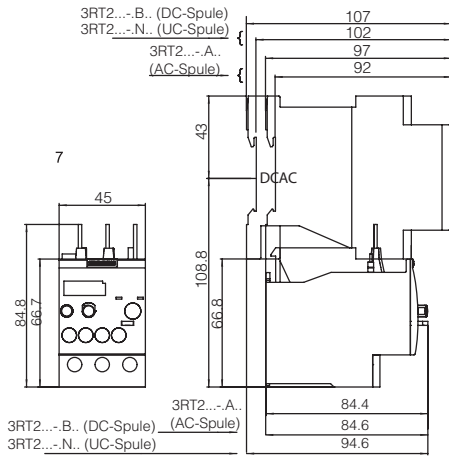 3RT2...-.B.. (DC-Spule)
3RT2...-.N.. (UC-Spule)
3RT2...-.A..
(AC-Spule)
{
{
107
102
97
92
43
7
DCAC
45
108.8
84.8
66.7
66.8
3RT2...-.A..
(AC-Spule)
3RT2...-.B.. (DC-Spule)
3RT2...-.N.. (UC-Spule)
84.4
84.6
94.6